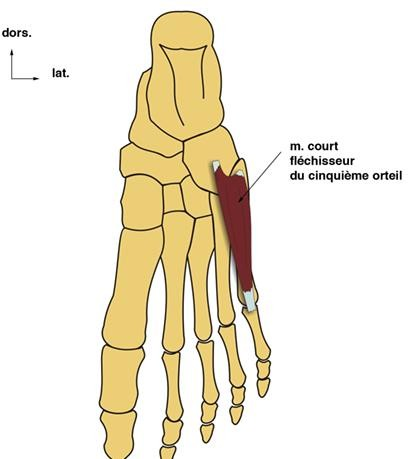 dors.
lat.
m. court
fléchisseur
du cinquième orteil